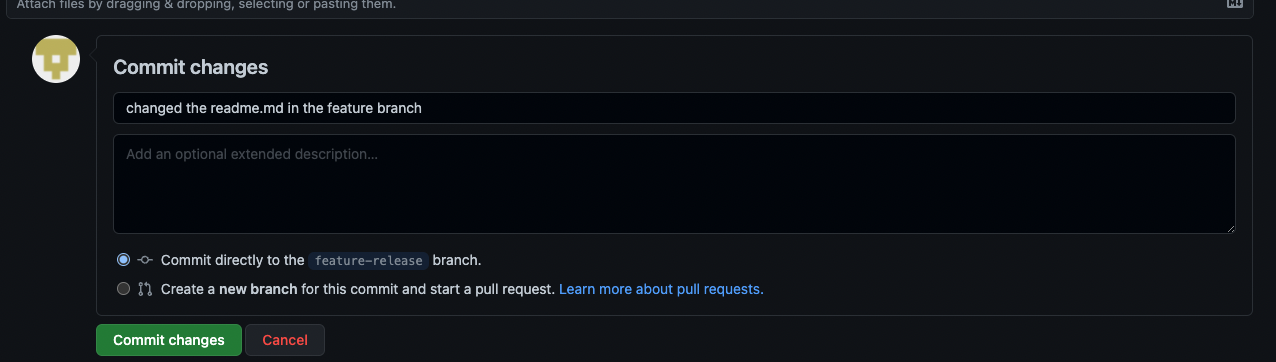 Attach files by dragging & dropping, selecting or pasting them.
Commit changes
changed the readme.md in the feature branch
Add an optional extended description...
Commit directly to the feature-release branch.
Create a new branch for this commit and start a pull request. Learn more about pull requests.
Commit changes Cancel